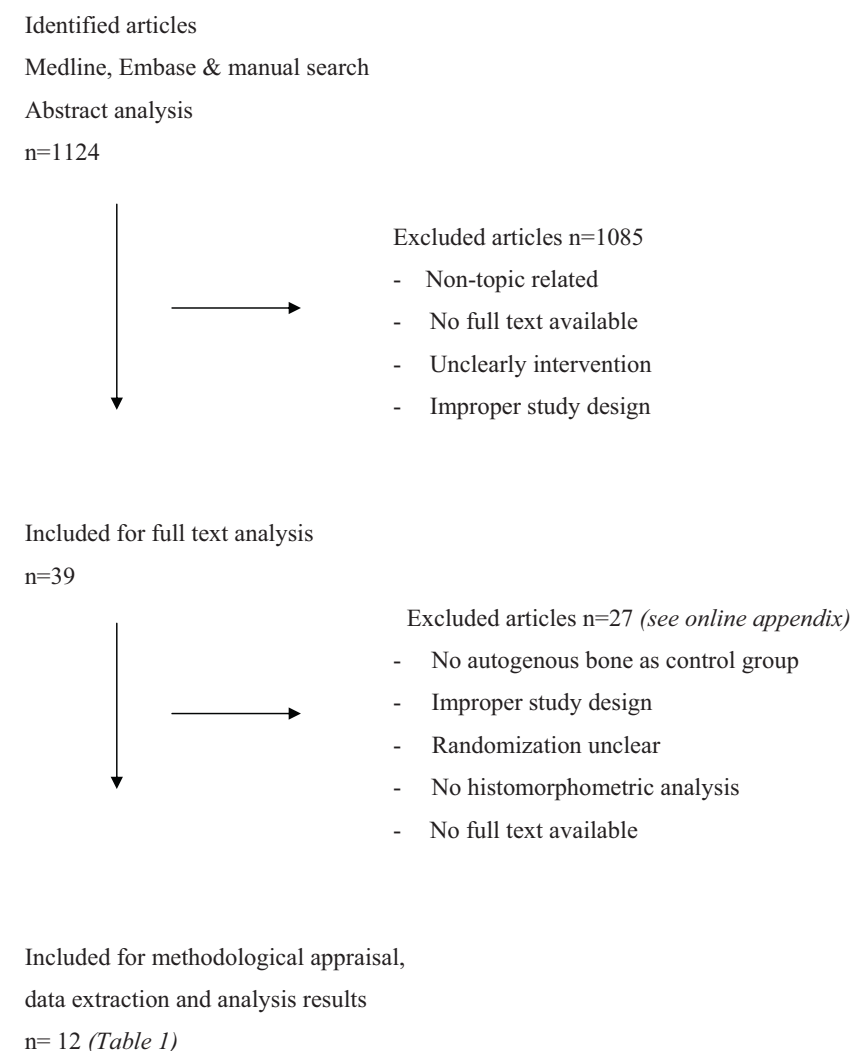 Identified articles
Medline, Embase & manual search
Abstract analysis
n=1124
Excluded articles n=1085
- Non-topic related
- No full text available
- Unclearly intervention
- Improper study design
Included for full text analysis
n=39
Excluded articles n=27 (see online appendix)
- No autogenous bone as control group
- Improper study design
- Randomization unclear
- No histomorphometric analysis
- No full text available
Included for methodological appraisal,
data extraction and analysis results
n= 12 (Table 1)